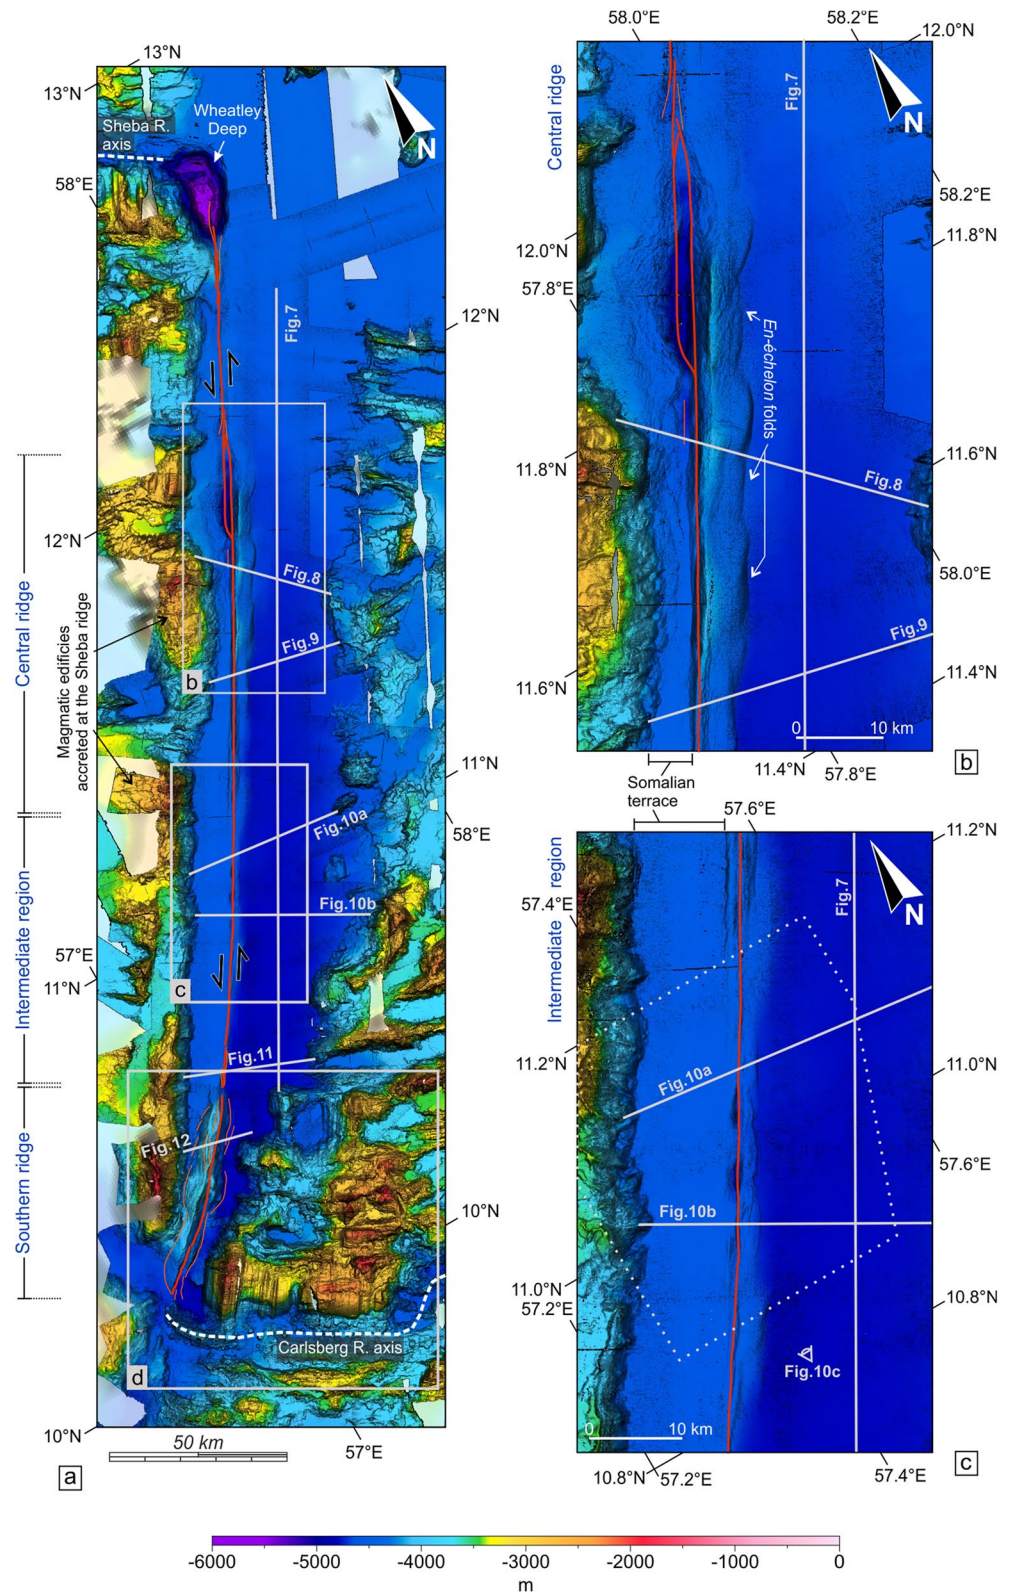 13°N
13°N
Wheatley
Deep
Sheba R.
axis
N
58°E
12°N
Fig.7
12°N
Central ridge
Magmatic edificies
accreted at the Sheba ridge
Fig.8
Fig.9
b
11°N
Fig.10a
58°E
Fig.10b
Intermediate region
57°E
11°N
c
Fig.11
Fig.12
Southern ridge
10°N
Carlsberg R. axis
d
10°N
57°E
50 km
a
58.0°E
58.2°E
12.0°N
Central ridge
Fig.7
N
58.2°E
11.8°N
12.0°N
57.8°E
En-échelon folds
11.8°N
11.6°N
Fig.8
58.0°E
Fig.9
11.6°N
11.4°N
0
10 km
11.4°N
57.8°E
b
Somalian
terrace
57.6°E
11.2°N
Intermediate region
57.4°E
Fig.7
N
11.2°N
11.0°N
Fig.10a
57.6°E
Fig.10b
11.0°N
57.2°E
10.8°N
Fig.10c
0
10 km
10.8°N
57.2°E
57.4°E
c
-6000
-5000
-4000
-3000
-2000
-1000
0
m